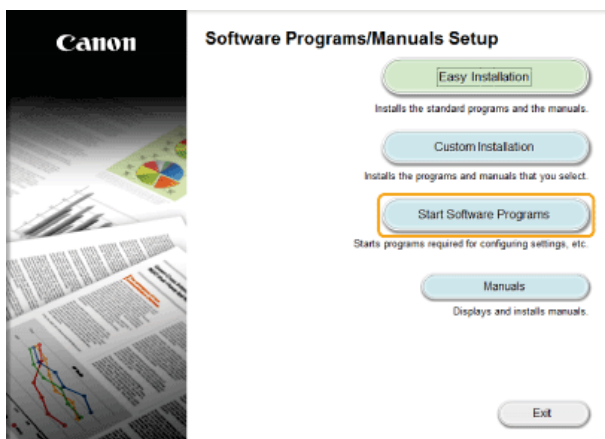 Canon
Software Programs/Manuals Setup
Easy Installation
Installs the standard programs and the manuals.
Custom Installation
Installs the programs and manuals that you select.
Start Software Programs
Starts programs required for configuring settings, etc.
Manuals
Displays and installs manuals.
Exit